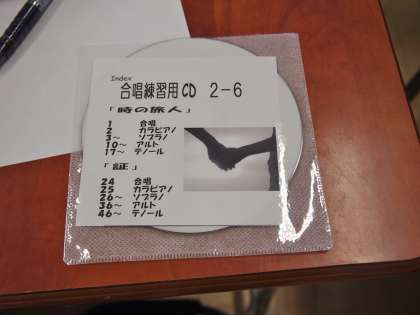 Index
合唱練習用CD 2-6
「時の旅人」
1 合唱
2 カラピアノ
3～ ソプラノ
10～ アルト
17～ テノール
「証」
24 合唱
25 カラピアノ
26～ ソプラノ
36～ アルト
46～ テノール